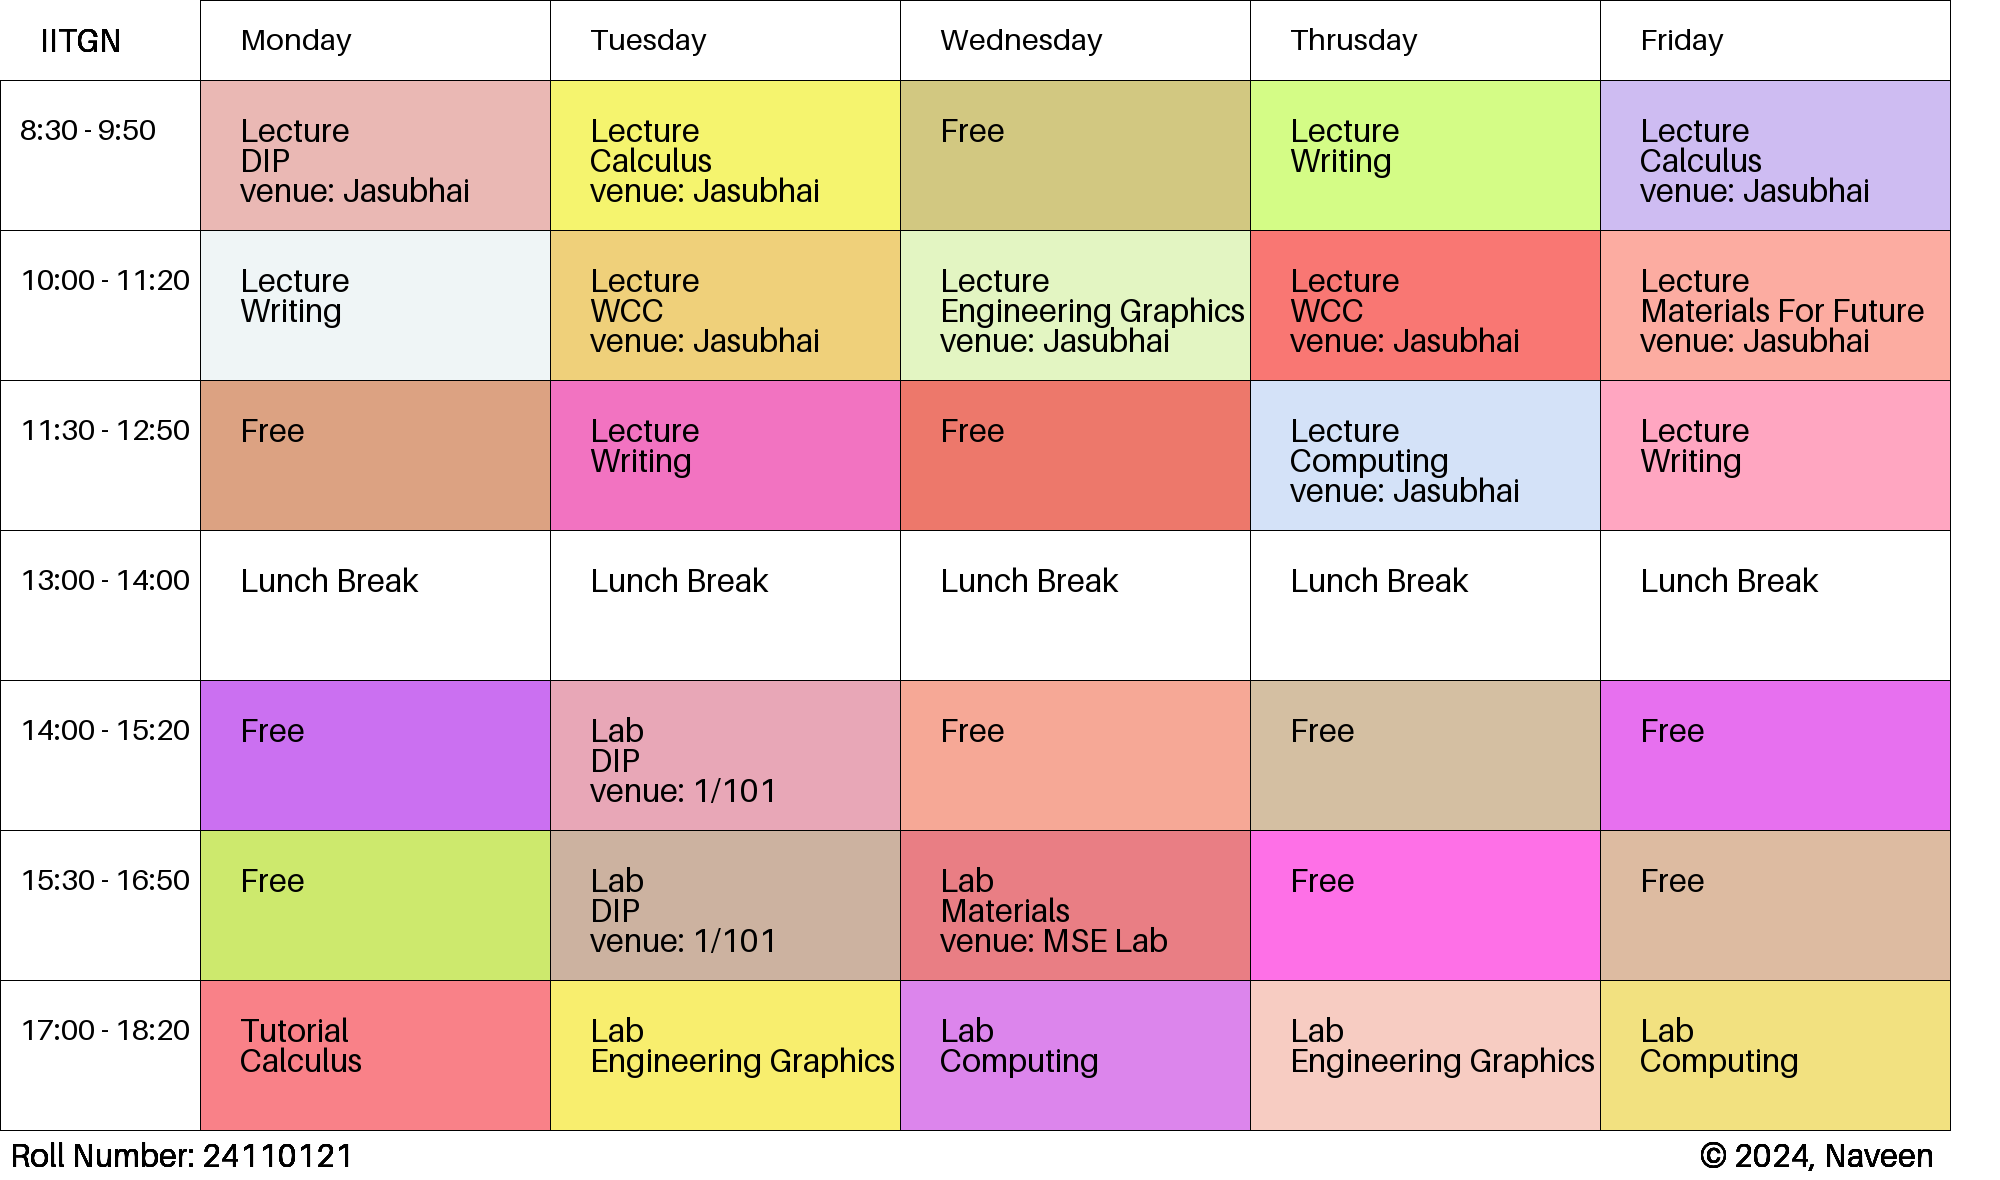 IITGN Monday Tuesday Wednesday Thrusday Friday
8:30 - 9:50
Lecture
DIP
venue: Jasubhai
Lecture
Calculus
venue: Jasubhai
Free
Lecture
Writing
Lecture
Calculus
venue: Jasubhai
10:00 - 11:20
Lecture
Writing
Lecture
WCC
venue: Jasubhai
Lecture
Engineering Graphics
venue: Jasubhai
Lecture
WCC
venue: Jasubhai
Lecture
Materials For Future
venue: Jasubhai
11:30 - 12:50
Free
Lecture
Writing
Free
Lecture
Computing
venue: Jasubhai
Lecture
Writing
13:00 - 14:00
Lunch Break
Lunch Break
Lunch Break
Lunch Break
Lunch Break
14:00 - 15:20
Free
Lab
DIP
venue: 1/101
Free
Free
Free
15:30 - 16:50
Free
Lab
DIP
venue: 1/101
Lab
Materials
venue: MSE Lab
Free
Free
17:00 - 18:20
Tutorial
Calculus
Lab
Engineering Graphics
Lab
Computing
Lab
Engineering Graphics
Lab
Computing
Roll Number: 24110121
© 2024, Naveen